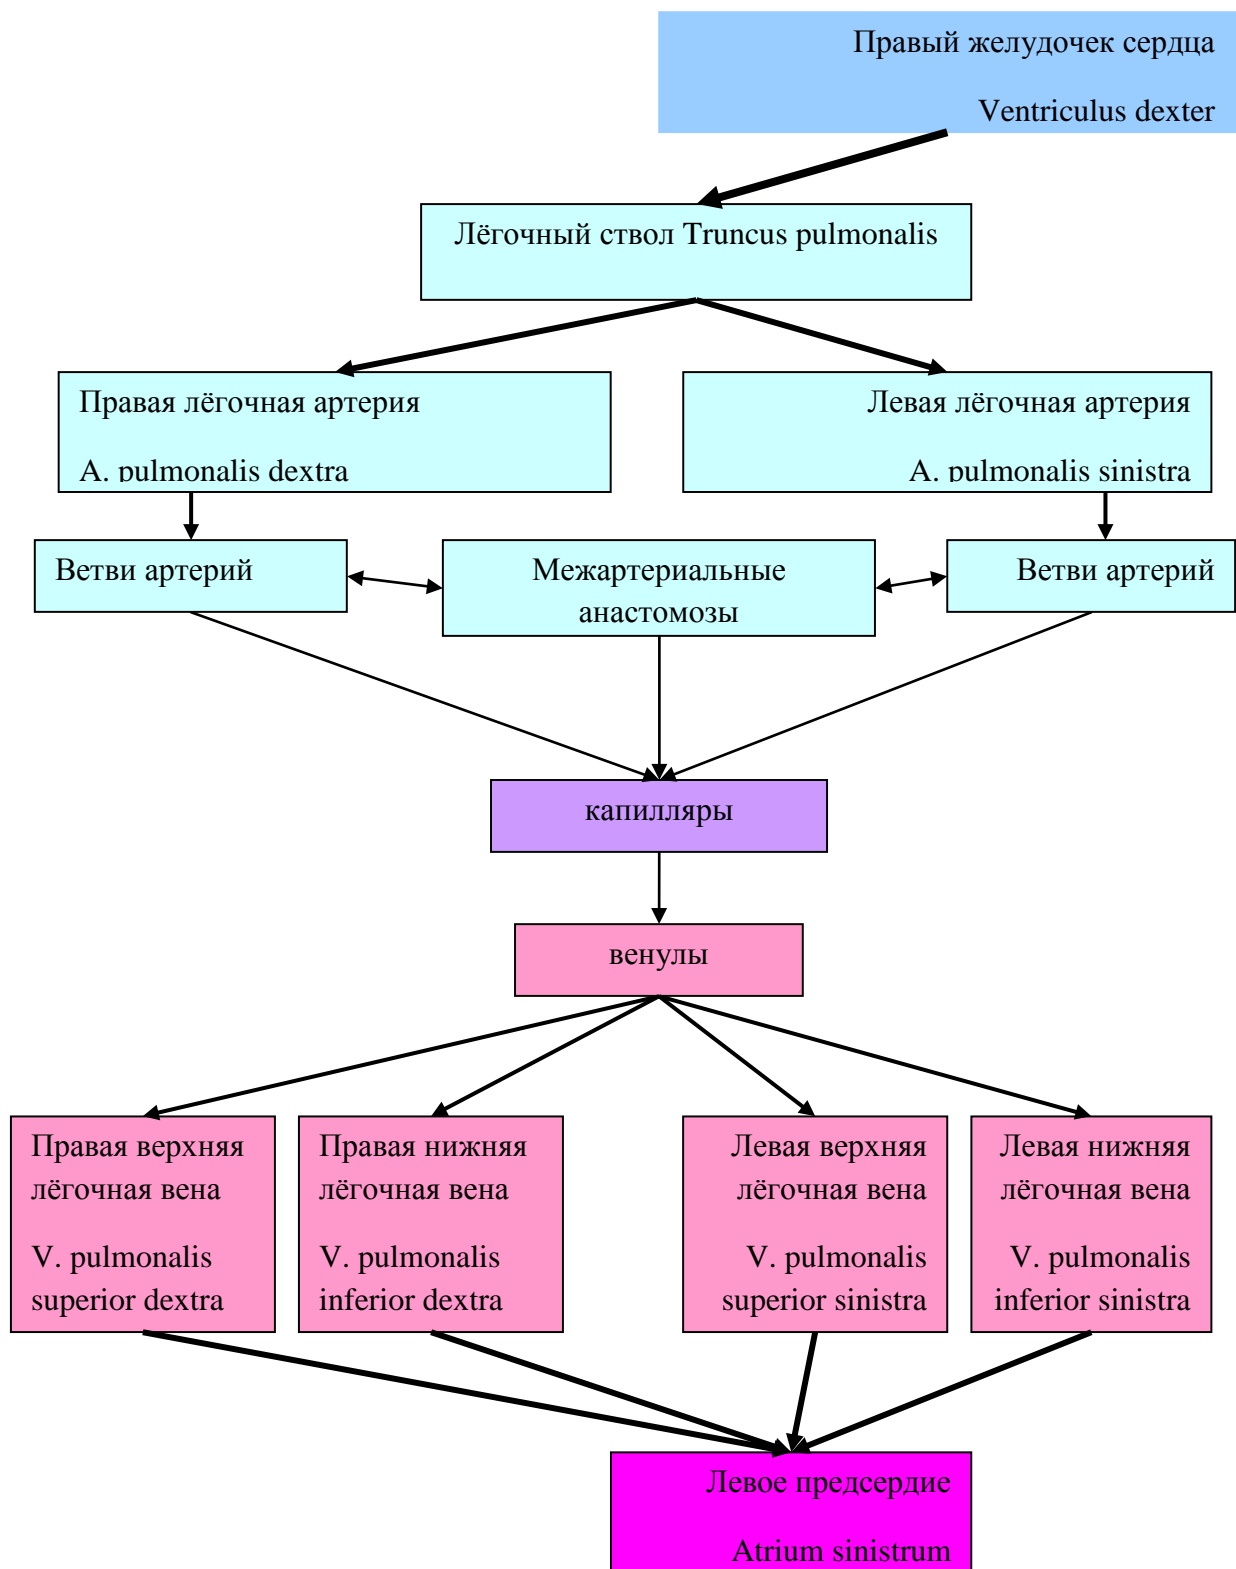 Правый желудочек сердца
Ventriculus dexter
Лёгочный ствол Truncus pulmonalis
Правая лёгочная артерия
A. pulmonalis dextra
Левая лёгочная артерия
A. pulmonalis sinistra
Ветви артерий
Межартериальные
анастомозы
Ветви артерий
капилляры
венулы
Правая верхняя
лёгочная вена
V. pulmonalis
superior dextra
Правая нижняя
лёгочная вена
V. pulmonalis
inferior dextra
Левая верхняя
лёгочная вена
V. pulmonalis
superior sinistra
Левая нижняя
лёгочная вена
V. pulmonalis
inferior sinistra
Левое предсердие
Atrium sinistrum